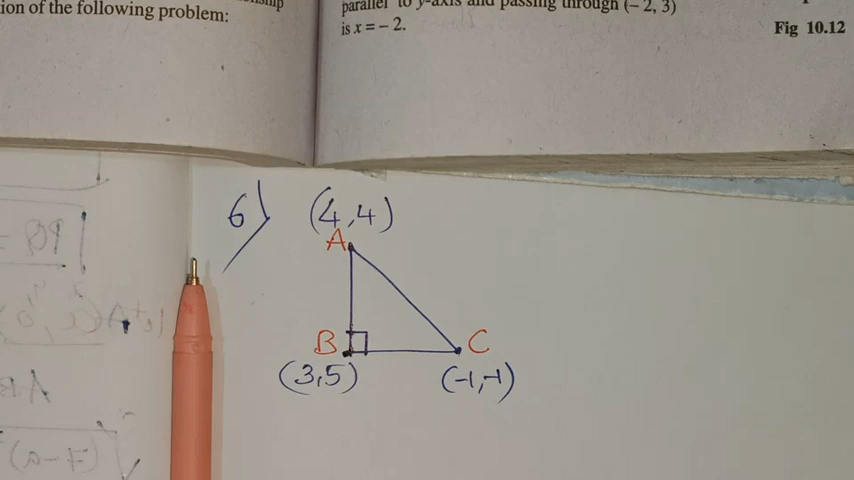 ion of the following problem:
parallel to y-axis and passing through (– 2, 3)
is x = – 2.
Fig 10.12
6)
(4,4)
A
B
C
(3,5)
(-1,-1)